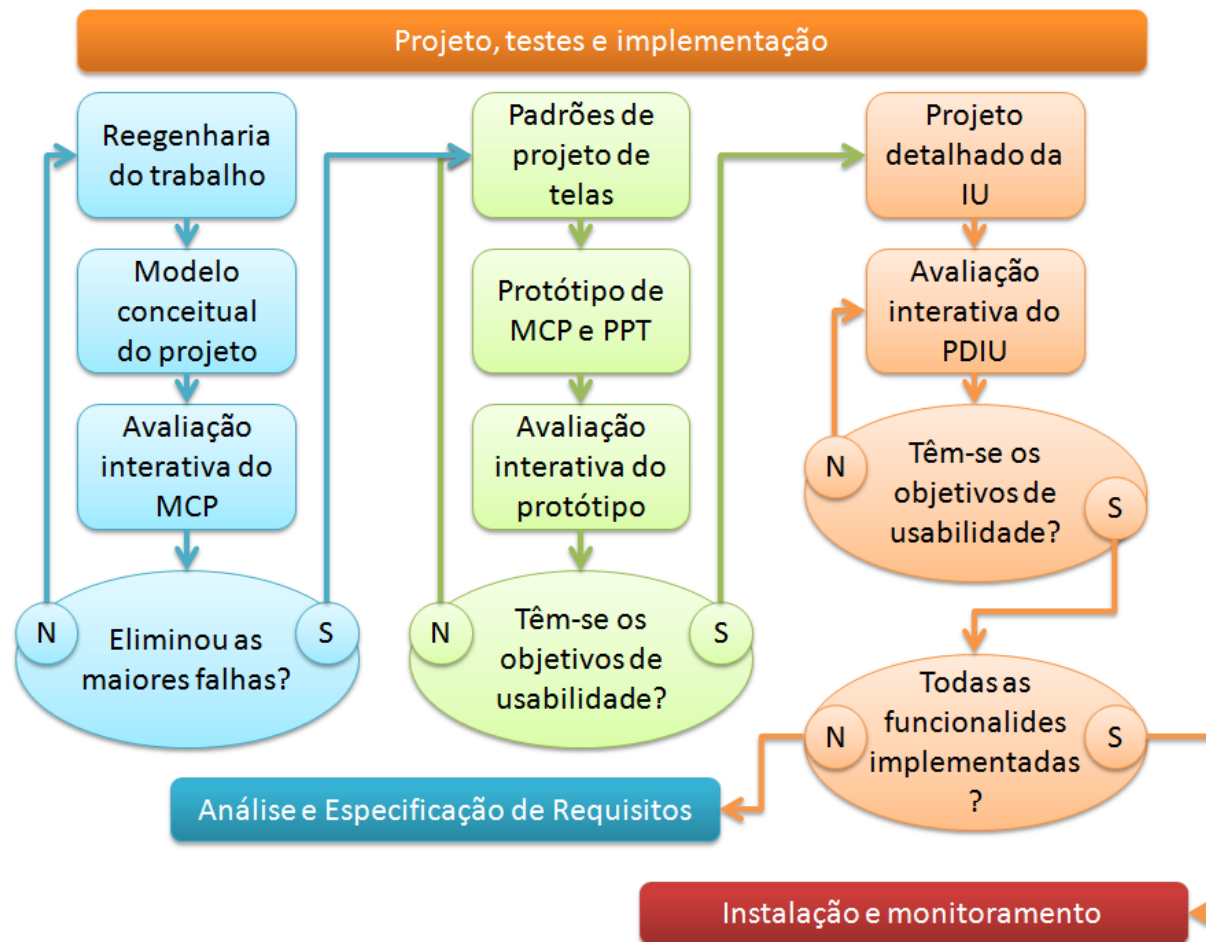 Projeto, testes e implementação
Reegenharia
do trabalho
Modelo
conceitual
do projeto
Avaliação
interativa do
MCP
N
S
Eliminou as
maiores falhas?
Padrões de
projeto de
telas
Protótipo de
MCP e PPT
Avaliação
interativa do
protótipo
N
S
Têm-se os
objetivos de
usabilidade?
Projeto
detalhado da
IU
Avaliação
interativa do
PDIU
N
Têm-se os
objetivos de
usabilidade?
S
Todas as
funcionalides
implementadas
?
N
S
Análise e Especificação de Requisitos
Instalação e monitoramento